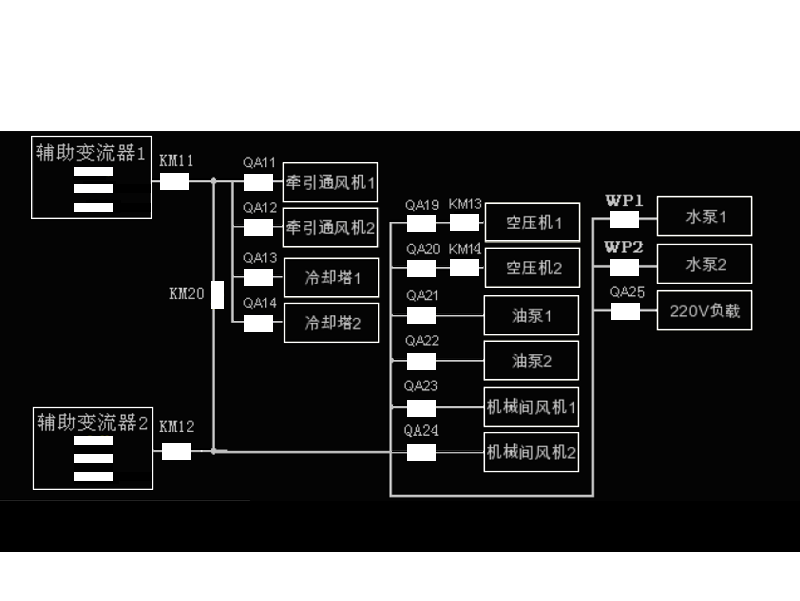 辅助变流器1
KM11
QA11
牵引通风机1
QA12
牵引通风机2
QA13
冷却塔1
QA14
冷却塔2
KM20
辅助变流器2
KM12
QA19
KM13
空压机1
QA20
KM14
空压机2
QA21
油泵1
QA22
油泵2
QA23
机械间风机1
QA24
机械间风机2
WP1
水泵1
WP2
水泵2
QA25
220V负载